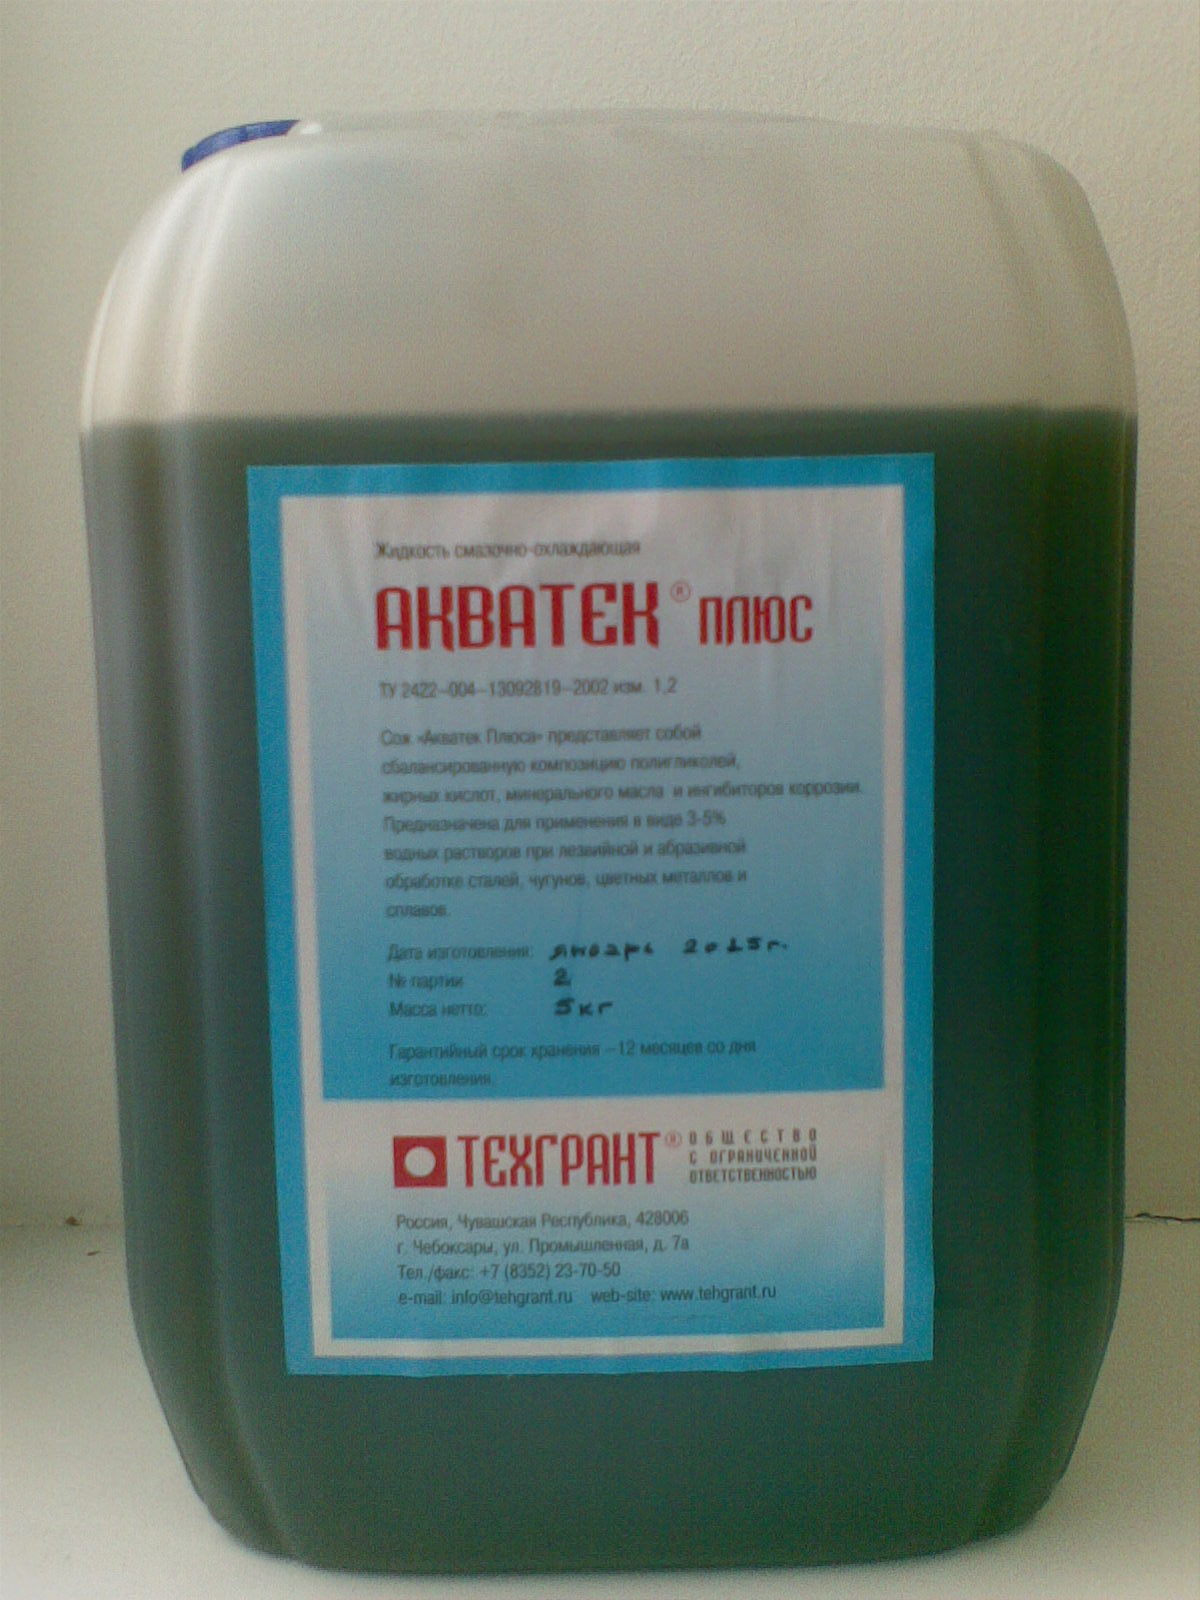 Жидкость смазочно-охлаждающая
АКВАТЕК® ПЛЮС
ТУ 2422-004-13092819-2002 изм. 1,2
Сож «Акватек Плюса» представляет собой
сбалансированную композицию полигликолей,
жирных кислот, минерального масла и ингибиторов коррозии.
Предназначена для применения в виде 3-5%
водных растворов при лезвийной и абразивной
обработке сталей, чугунов, цветных металлов и
сплавов.
Дата изготовления: январь 2015г.
№ партии 2
Масса нетто: 5кг
Гарантийный срок хранения –12 месяцев со дня
изготовления.
ТЕХГРАНТ® ОБЩЕСТВО
С ОГРАНИЧЕННОЙ
ОТВЕТСТВЕННОСТЬЮ
Россия, Чувашская Республика, 428006
г. Чебоксары, ул. Промышленная, д. 7а
Тел./факс: +7 (8352) 23-70-50
e-mail: info@tehgrant.ru web-site: www.tehgrant.ru